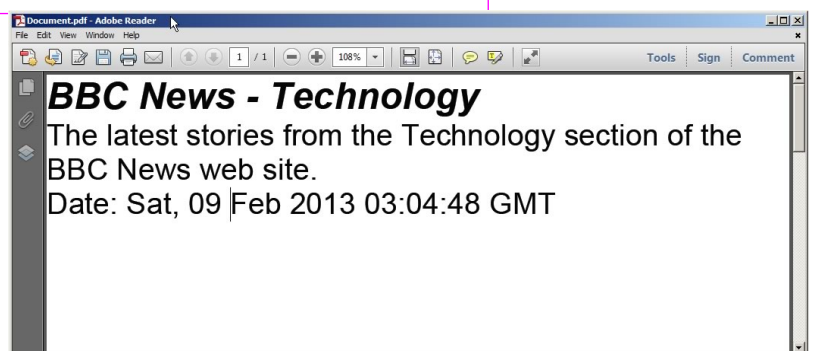 Document.pdf - Adobe Reader
File Edit View Window Help
1 / 1 108% Tools Sign Comment
BBC News - Technology
The latest stories from the Technology section of the
BBC News web site.
Date: Sat, 09 Feb 2013 03:04:48 GMT